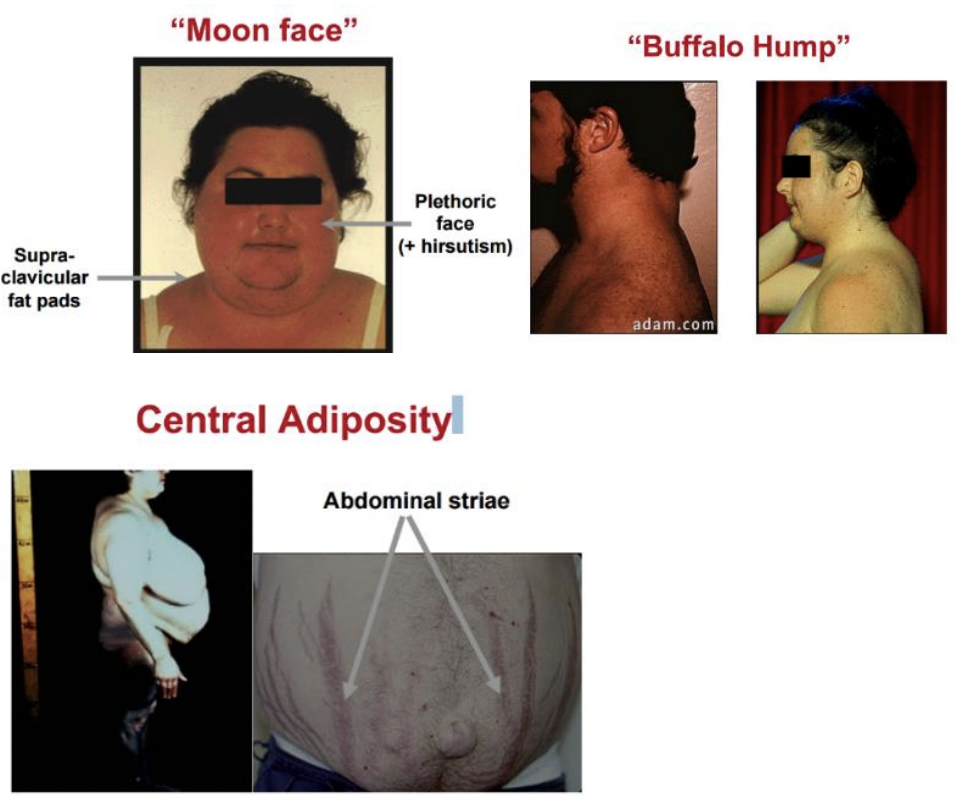 “Moon face”
“Buffalo Hump”
Plethoric
face
(+ hirsutism)
Supra-
clavicular
fat pads
adam.com
Central Adiposity
Abdominal striae